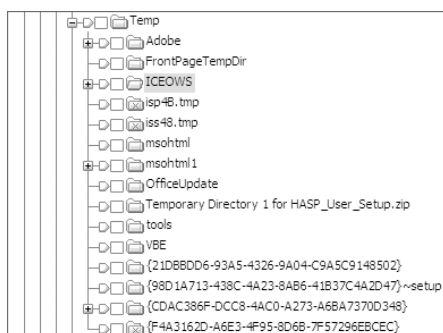 Temp
Adobe
FrontPageTempDir
ICEOWS
isp4B.tmp
iss48.tmp
msohtml
msohtml1
OfficeUpdate
Temporary Directory 1 for HASP_User_Setup.zip
tools
VBE
{21DBBDD6-93A5-4326-9A04-C9A5C9148502}
{98D1A713-438C-4A23-8AB6-41B37C4A2D47}~setup
{CDAC386F-DCC8-4AC0-A273-A6BA7370D348}
{F4A3162D-A6E3-4F95-8D6B-7F57296EBCEC}